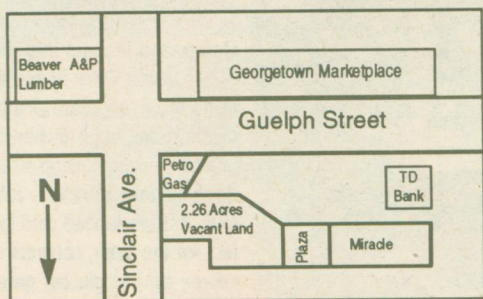 Beaver A&P
Lumber
Georgetown Marketplace
Guelph Street
Sinclair Ave.
N
Petro
Gas
2.26 Acres
Vacant Land
Plaza
Miracle
TD
Bank